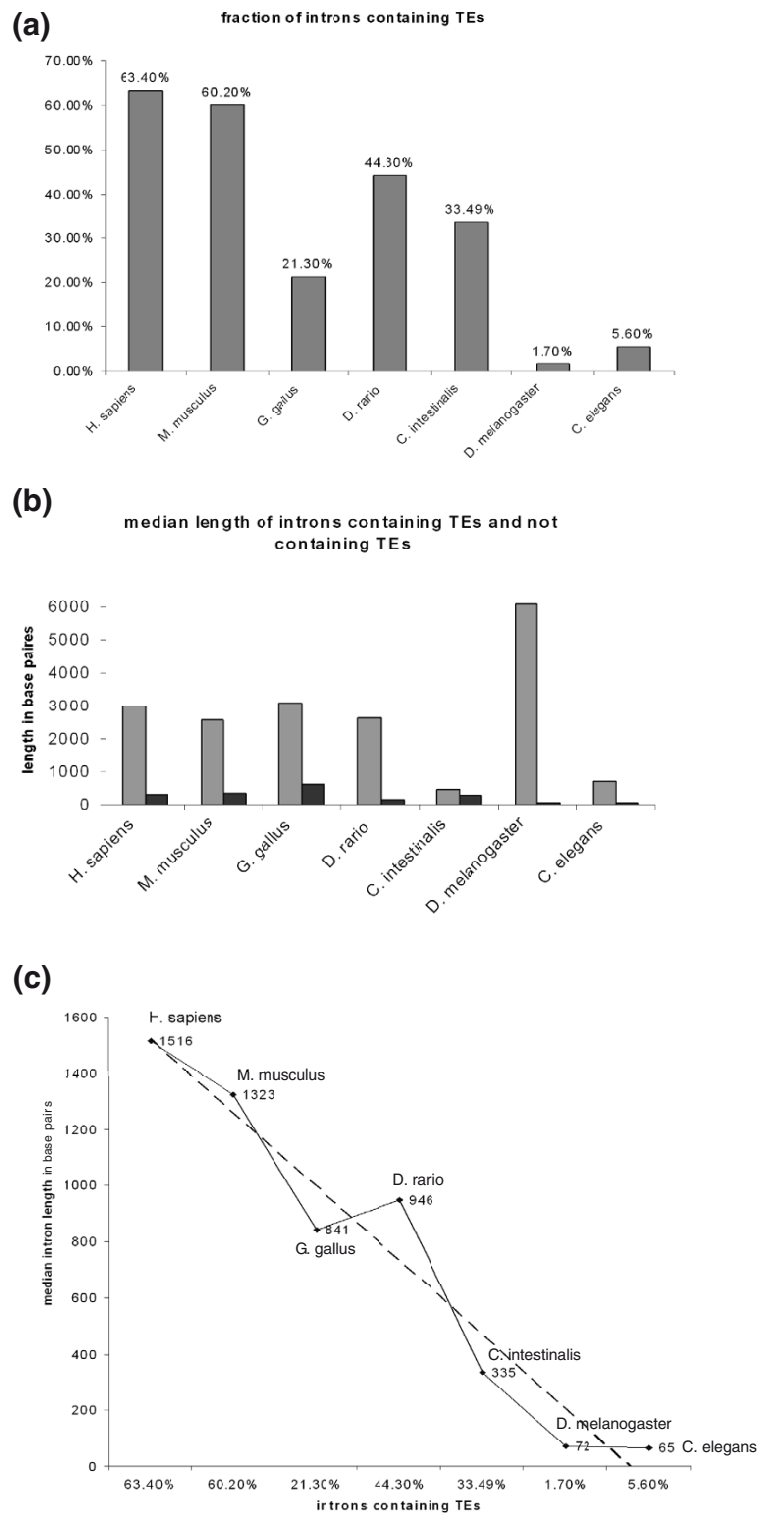 (a)
fraction of introns containing TEs
70.00%
60.00%
50.00%
40.00%
30.00%
20.00%
10.00%
0.00%
63.40%
60.20%
21.30%
44.30%
33.49%
1.70%
5.60%
H. sapiens
M. musculus
G. gallus
D. rario
C. intestinalis
D. melanogaster
C. elegans
(b)
median length of introns containing TEs and not
containing TEs
length in base paires
6000
5000
4000
3000
2000
1000
0
H. sapiens
M. musculus
G. gallus
D. rario
C. intestinalis
D. melanogaster
C. elegans
(c)
median intron length in base pairs
1600
1400
1200
1000
800
600
400
200
0
H. sapiens
1516
M. musculus
1323
G. gallus
841
D. rario
946
C. intestinalis
335
D. melanogaster
72
65 C. elegans
63.40%
60.20%
21.30%
44.30%
33.49%
1.70%
5.60%
introns containing TEs